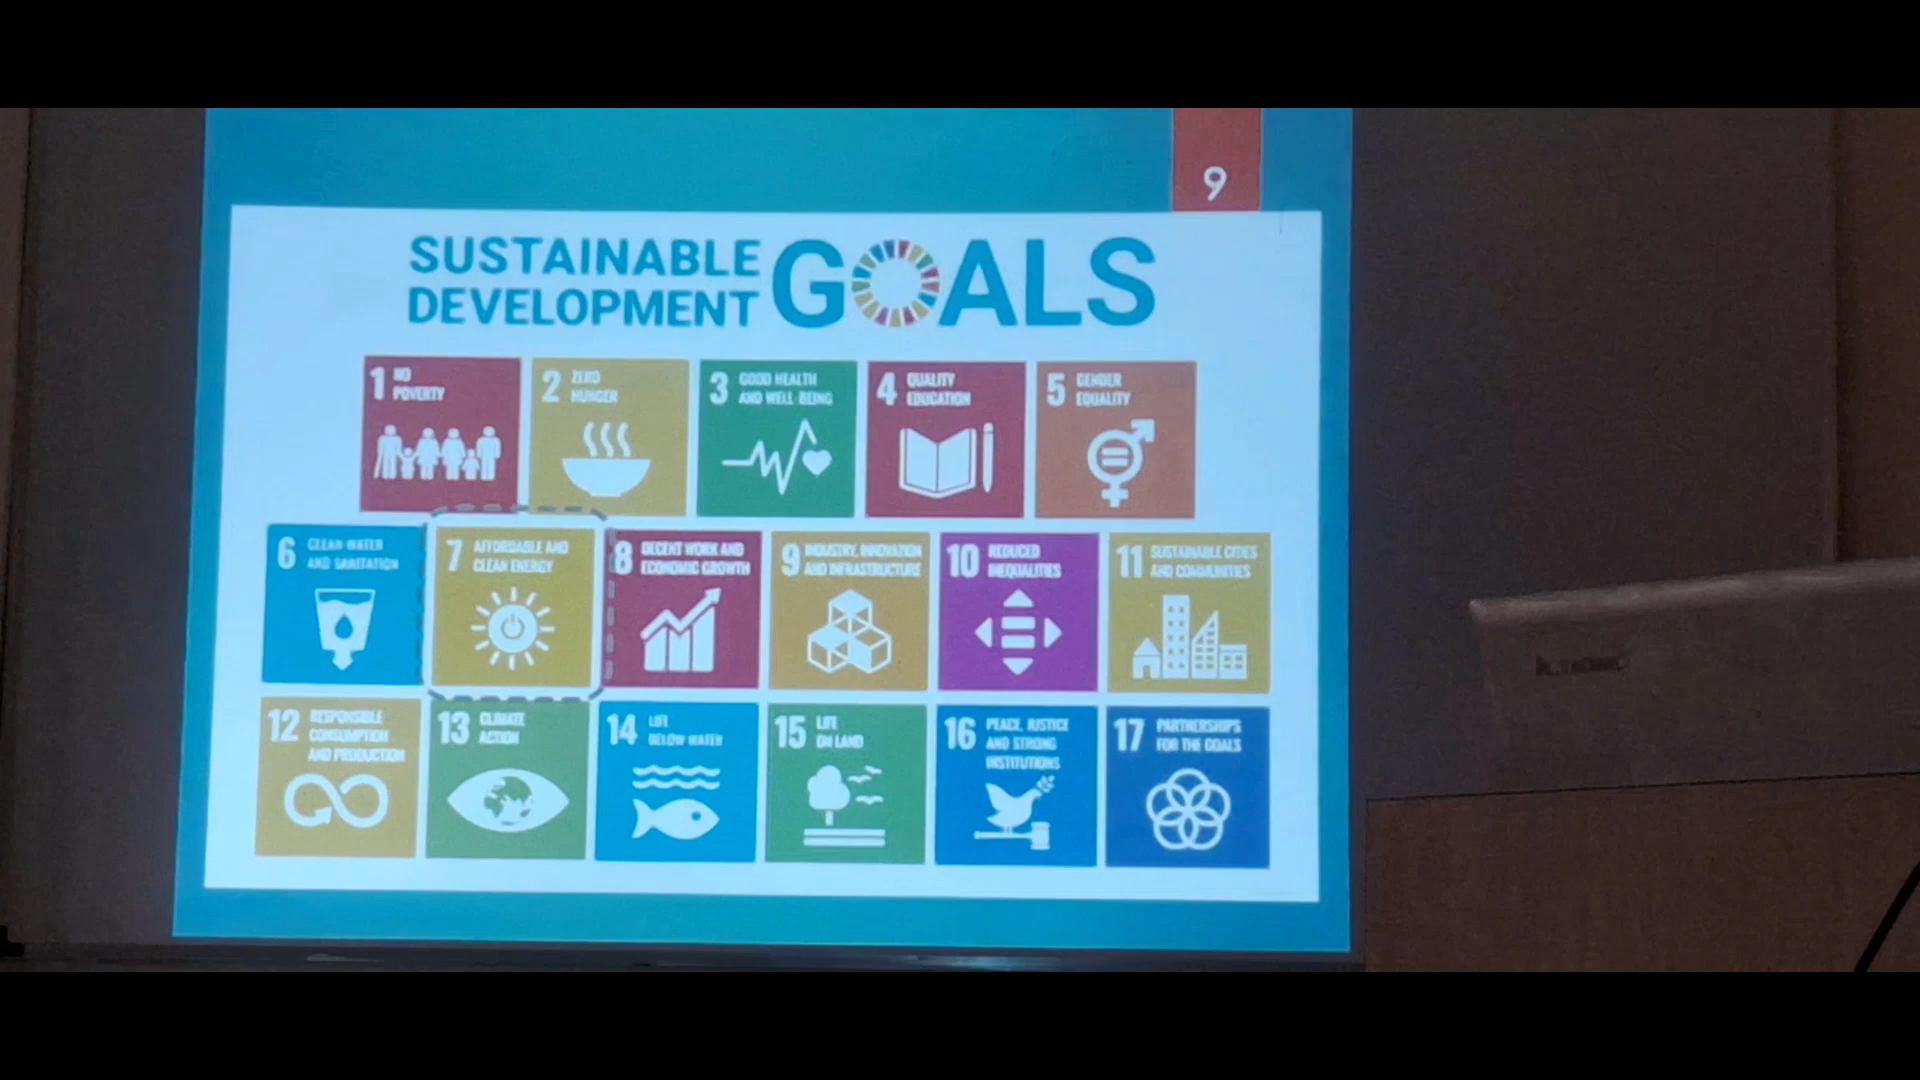 9
SUSTAINABLE
DEVELOPMENT
GOALS
1 NO
POVERTY
2 ZERO
HUNGER
3 GOOD HEALTH
AND WELL-BEING
4 QUALITY
EDUCATION
5 GENDER
EQUALITY
6 CLEAN WATER
AND SANITATION
7 AFFORDABLE AND
CLEAN ENERGY
8 DECENT WORK AND
ECONOMIC GROWTH
9 INDUSTRY, INNOVATION
AND INFRASTRUCTURE
10 REDUCED
INEQUALITIES
11 SUSTAINABLE CITIES
AND COMMUNITIES
12 RESPONSIBLE
CONSUMPTION
AND PRODUCTION
13 CLIMATE
ACTION
14 LIFE
BELOW WATER
15 LIFE
ON LAND
16 PEACE, JUSTICE
AND STRONG
INSTITUTIONS
17 PARTNERSHIPS
FOR THE GOALS